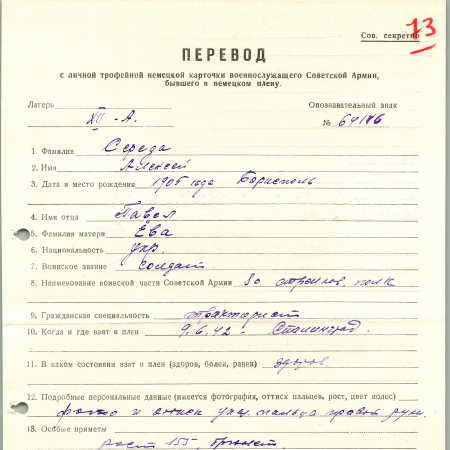 Сов. секретно
73
ПЕРЕВОД
с личной трофейной немецкой карточки военнослужащего Советской Армии,
бывшего в немецком плену.
Лагерь Опознавательный знак
XII - А. № 64146
1. Фамилия Середа
2. Имя Алексей
3. Дата и место рождения 1905 года Борисполь
4. Имя отца Павел
5. Фамилия матери Ева
6. Национальность укр.
7. Воинское звание солдат
8. Наименование воинской части Советской Армии 30 стрелков. полк
9. Гражданская специальность тракторист
10. Когда и где взят в плен 9.6.42 - Сталинград.
11. В каком состоянии взят в плен (здоров, болен, ранен) здоров.
12. Подробные персональные данные (имеется фотография, оттиск пальцев, рост, цвет волос)
фото и оттиск указ. пальца правой руки.
13. Особые приметы
рост 155, брюнет.